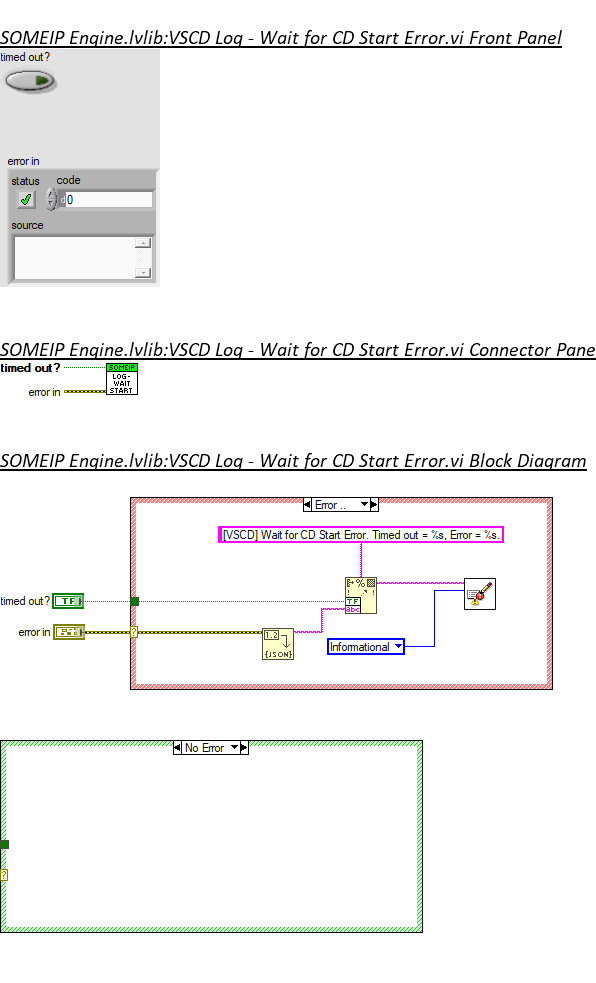 SOMEIP Engine.lvlib:VSCD Log - Wait for CD Start Error.vi Front Panel
timed out?
error in
status
code
d
0
source
SOMEIP Engine.lvlib:VSCD Log - Wait for CD Start Error.vi Connector Pane
timed out?
SOMEIP
LOG-
WAIT
START
error in
SOMEIP Engine.lvlib:VSCD Log - Wait for CD Start Error.vi Block Diagram
Error ..
[VSCD] Wait for CD Start Error. Timed out = %s, Error = %s.
timed out?
TF
%
TF
abc
error in
?
1.2
{JSON}
Informational
No Error
?